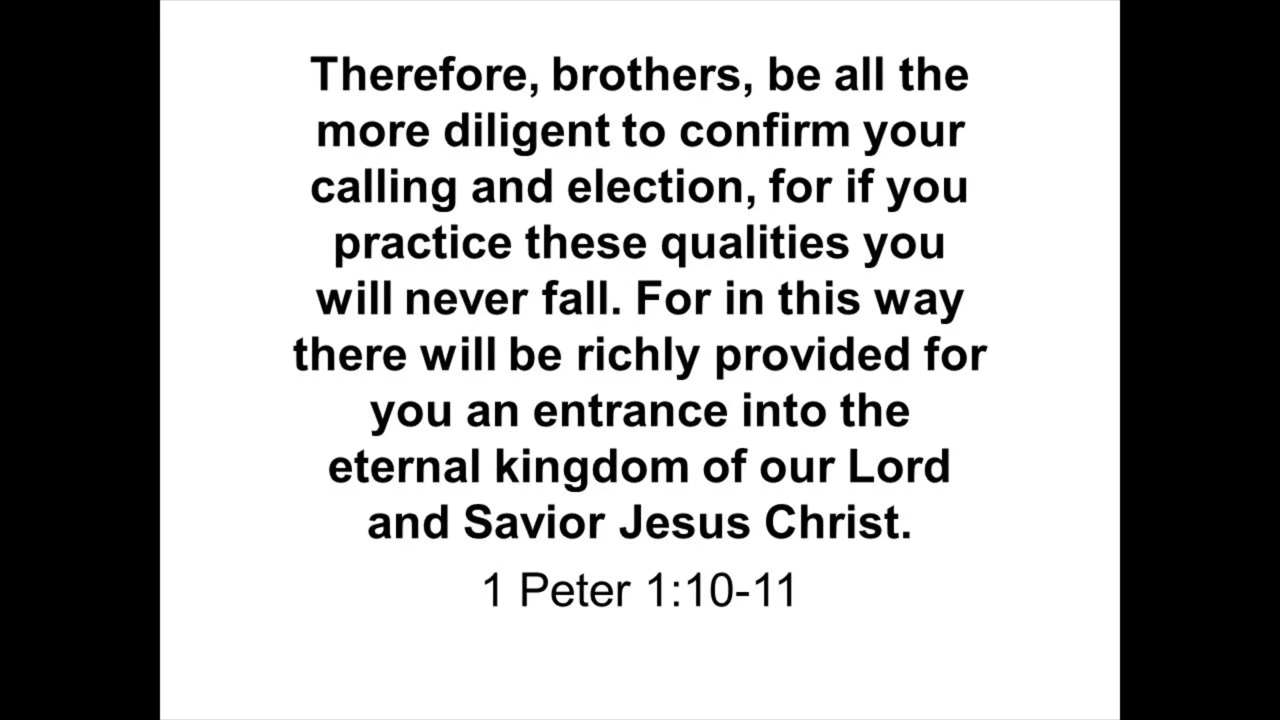 Therefore, brothers, be all the
more diligent to confirm your
calling and election, for if you
practice these qualities you
will never fall. For in this way
there will be richly provided for
you an entrance into the
eternal kingdom of our Lord
and Savior Jesus Christ.
1 Peter 1:10-11